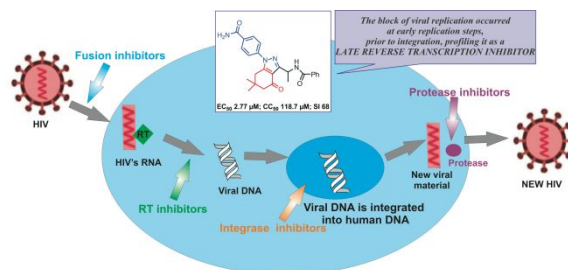 The block of viral replication occurred
at early replication steps,
prior to integration, profiling it as a
LATE REVERSE TRANSCRIPTION INHIBITOR
O
H₂N
N
N
H
N
Ph
O
O
EC₅₀ 2.77 µM; CC₅₀ 118.7 µM; SI 68
Fusion inhibitors
Protease inhibitors
HIV
RT
HIV's RNA
Viral DNA
RT inhibitors
Integrase inhibitors
Viral DNA is integrated
into human DNA
Protease
New viral
material
NEW HIV